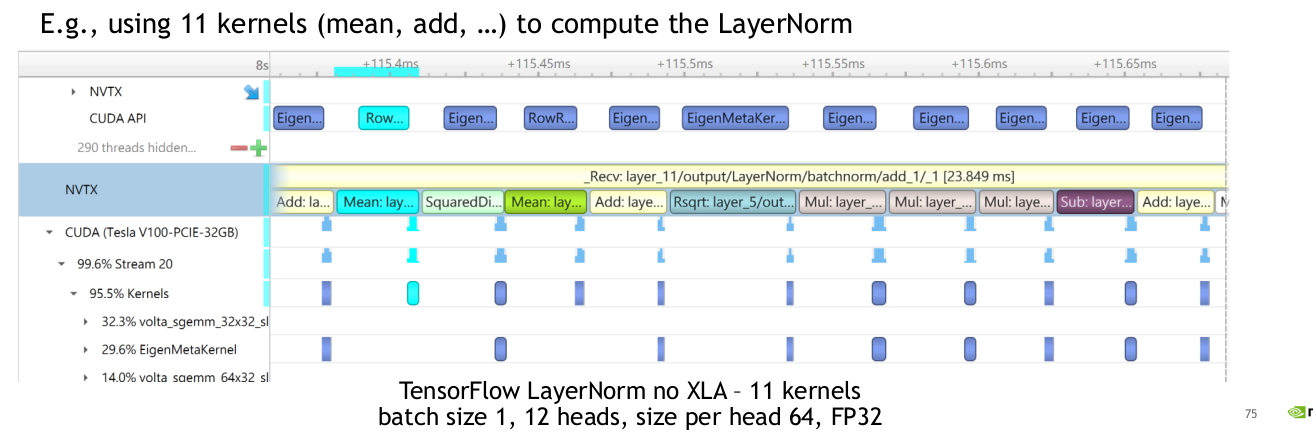 E.g., using 11 kernels (mean, add, …) to compute the LayerNorm
8s +115.4ms +115.45ms +115.5ms +115.55ms +115.6ms +115.65ms
NVTX
CUDA API Eigen... Row... Eigen... RowR... Eigen... EigenMetaKer... Eigen... Eigen... Eigen... Eigen... Eigen...
290 threads hidden...
_Recv: layer_11/output/LayerNorm/batchnorm/add_1/_1 [23.849 ms]
NVTX
Add: la... Mean: lay... SquaredDi... Mean: lay... Add: laye... Rsqrt: layer_5/out... Mul: layer_... Mul: layer_... Mul: laye... Sub: layer... Add: laye... M
CUDA (Tesla V100-PCIE-32GB)
99.6% Stream 20
95.5% Kernels
32.3% volta_sgemm_32x32_sl
29.6% EigenMetaKernel
14.0% volta_sgemm_64x32_sl
TensorFlow LayerNorm no XLA – 11 kernels
batch size 1, 12 heads, size per head 64, FP32
75